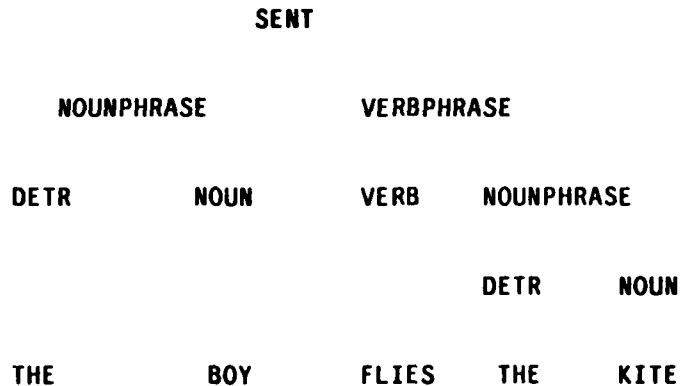 SENT
NOUNPHRASE VERBPHRASE
DETR NOUN VERB NOUNPHRASE
DETR NOUN
THE BOY FLIES THE KITE